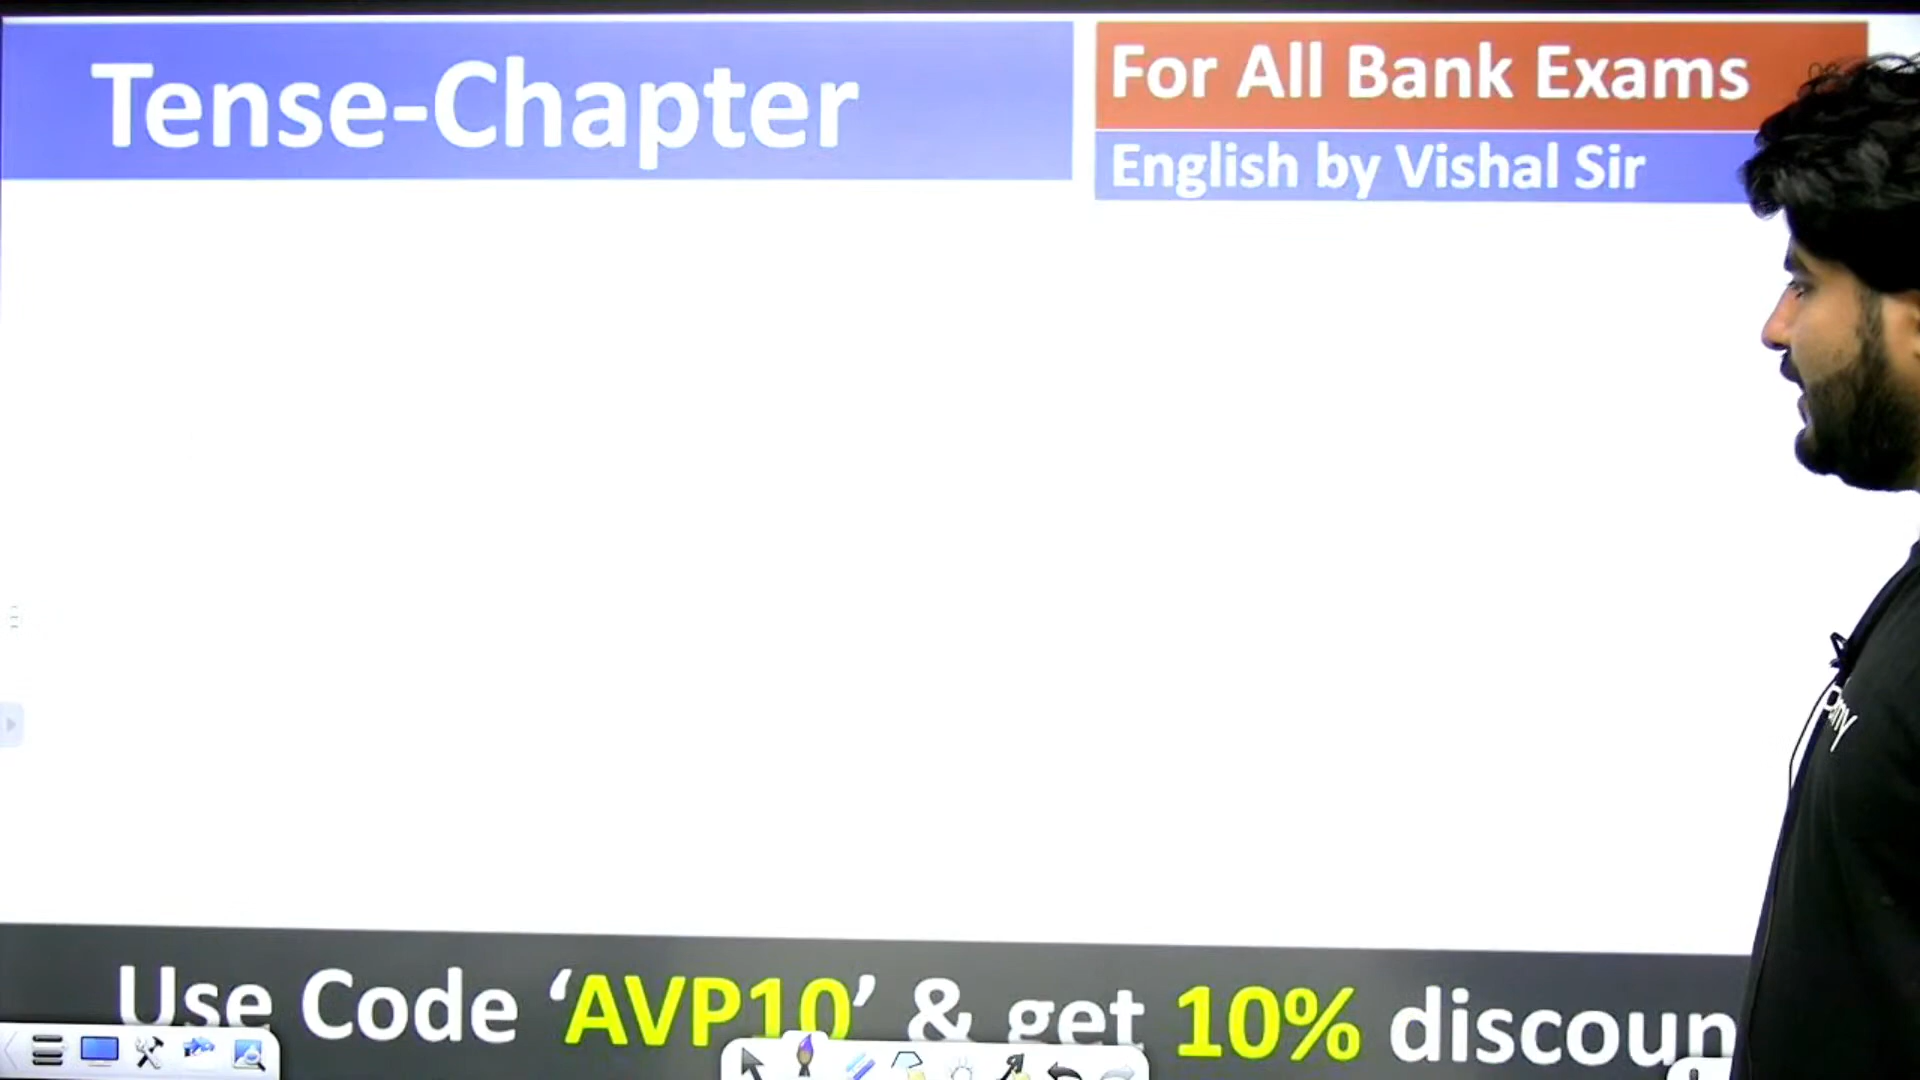 Tense-Chapter
For All Bank Exams
English by Vishal Sir
Use Code ‘AVP10’ & get 10% discoun